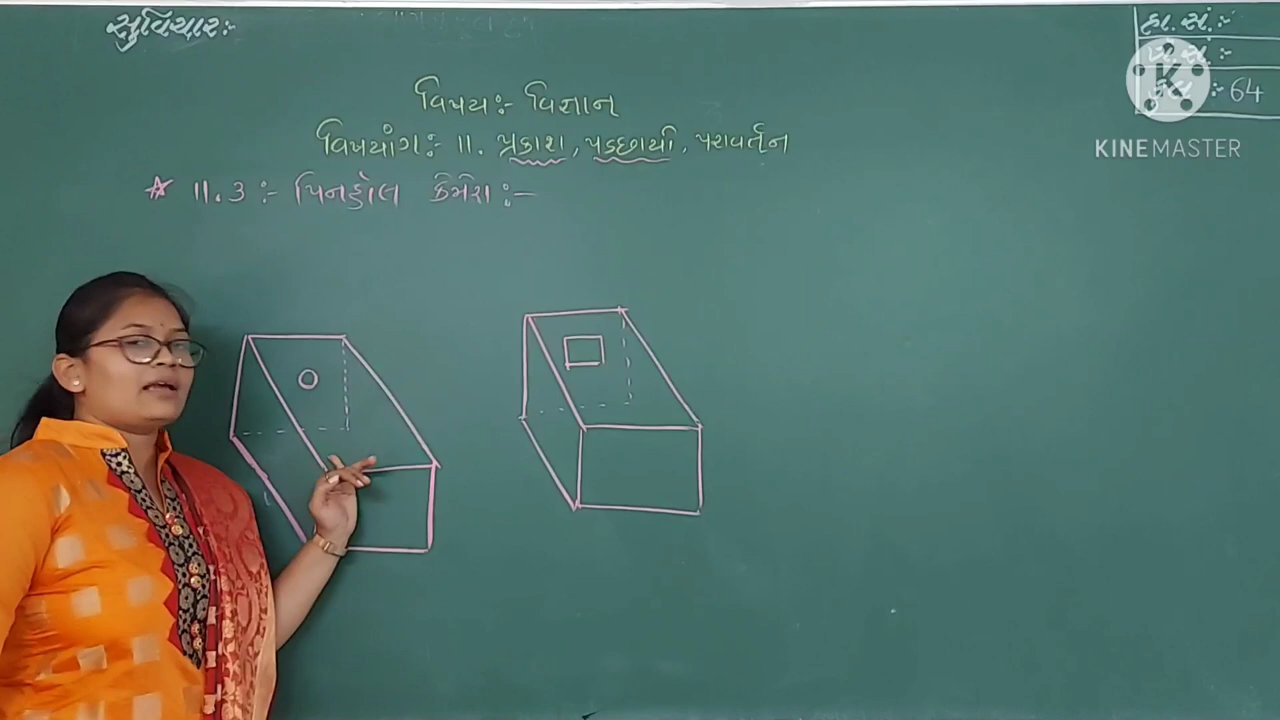 સુવિચાર:-
હા. સં. :-
:- 64
વિષય:- વિજ્ઞાન
વિષયાંગ:- 11. પ્રકાશ, પડછાયો, પરાવર્તન
* 11.3 :- પિનહોલ કેમેરા :-
KINEMASTER